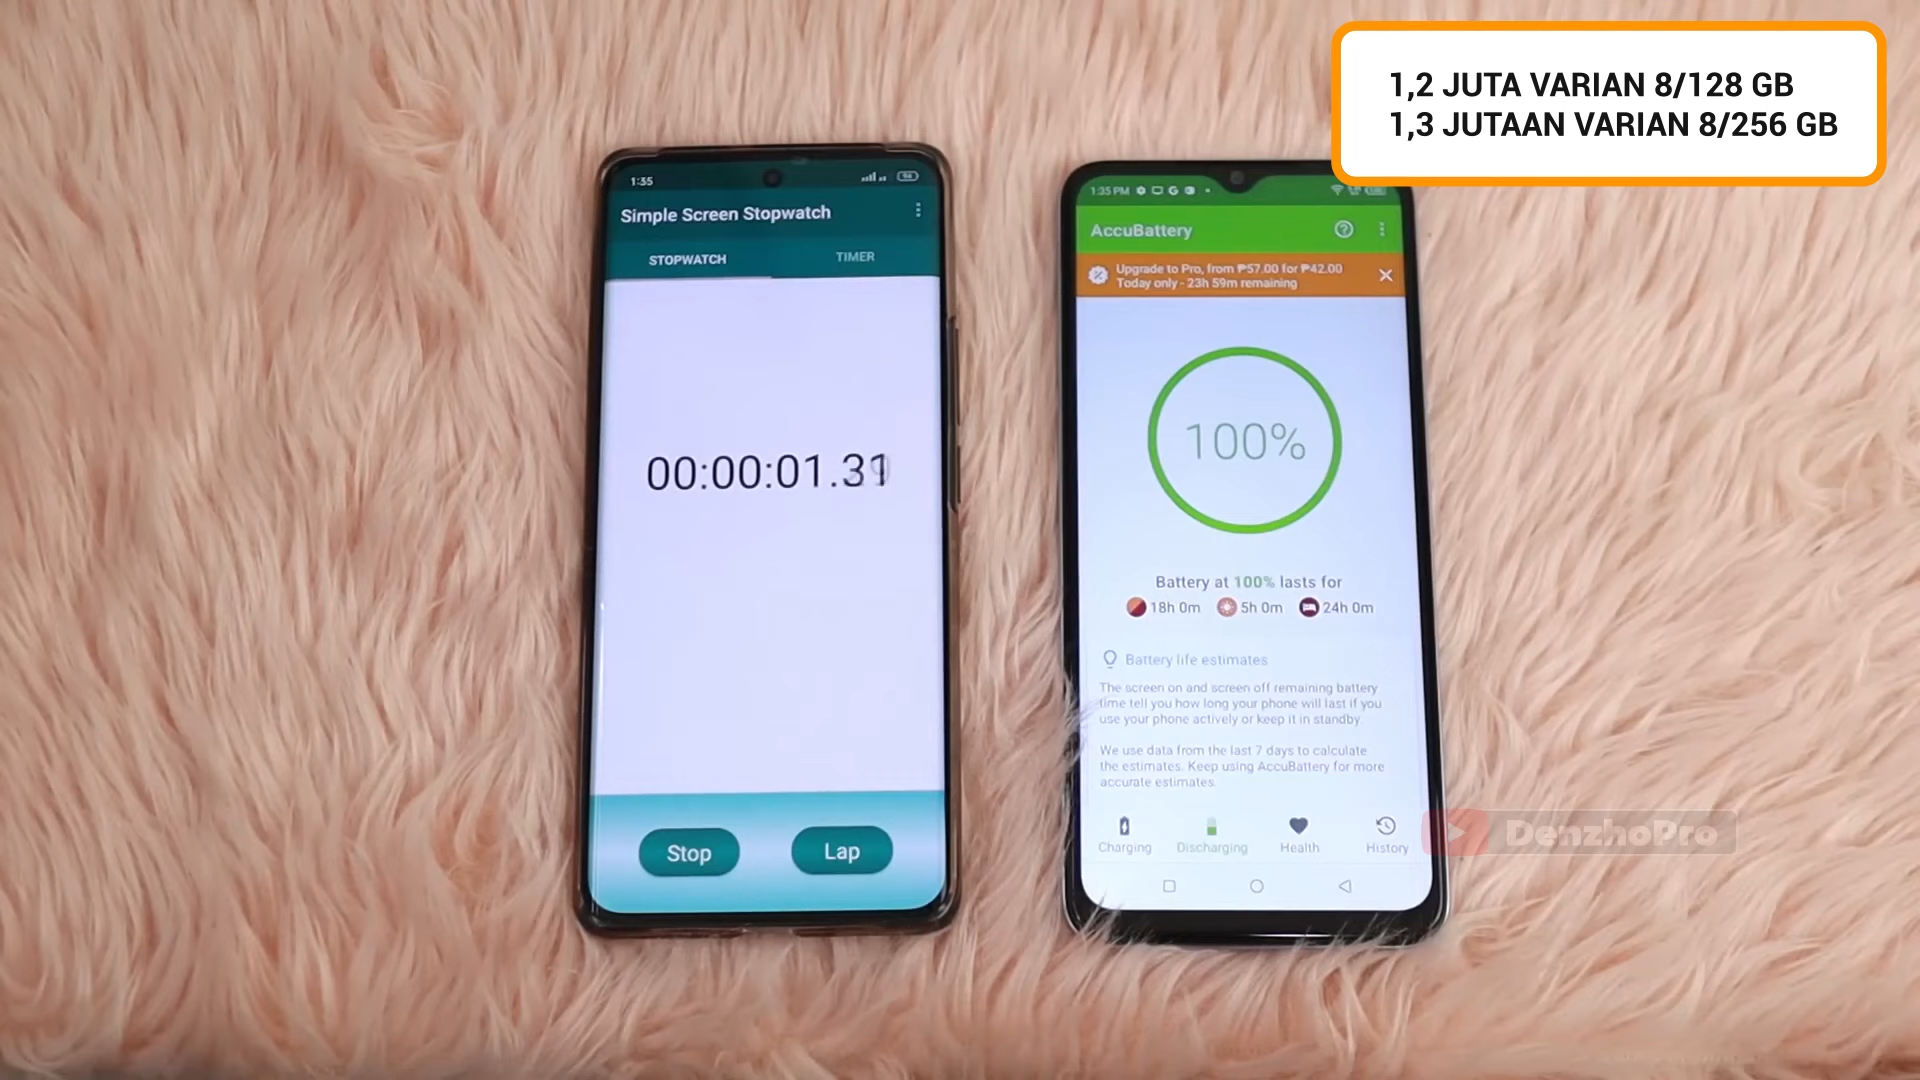 1,2 JUTA VARIAN 8/128 GB
1,3 JUTAAN VARIAN 8/256 GB
1:35
Simple Screen Stopwatch
STOPWATCH
TIMER
00:00:01.31
Stop
Lap
1:35 PM
AccuBattery
Upgrade to Pro, from ₱57.00 for ₱42.00
Today only - 23h 59m remaining
100%
Battery at 100% lasts for
18h 0m 5h 0m 24h 0m
Battery life estimates
The screen on and screen off remaining battery
time tell you how long your phone will last if you
use your phone actively or keep it in standby.
We use data from the last 7 days to calculate
the estimates. Keep using AccuBattery for more
accurate estimates.
Charging Discharging Health History
DenzhoPro